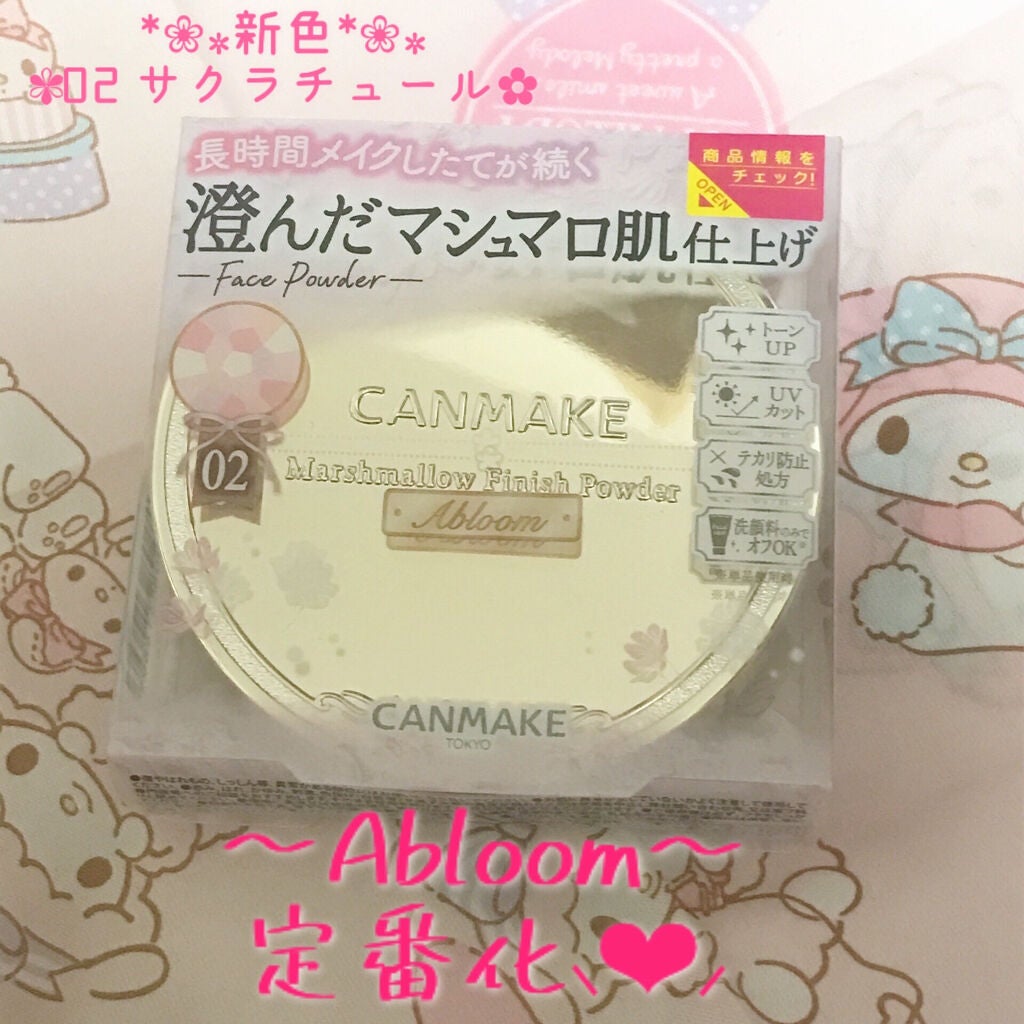 *❀*新色*❀*
✾02 サクラチュール✿
A sweet smile
a pretty Melody
長時間メイクしたてが続く
商品情報を
チェック!
OPEN
澄んだマシュマロ肌仕上げ
—Face Powder—
トーン
UP
UV
カット
CANMAKE
テカリ防止
処方
02
Marshmallow Finish Powder
Abloom
洗顔料のみで
オフOK※
CANMAKE
TOKYO
〜Abloom〜
定番化、❤︎,